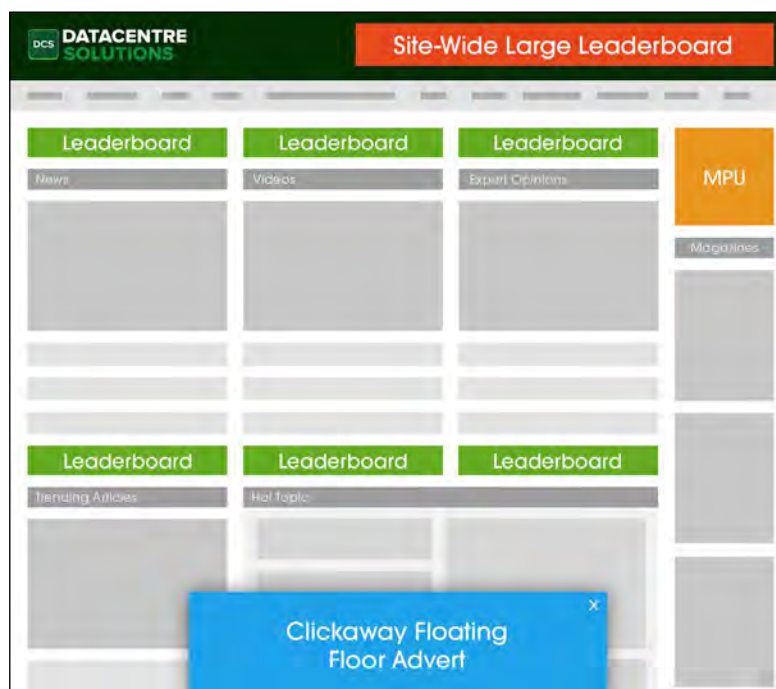 DCS DATACENTRE
SOLUTIONS
Site-Wide Large Leaderboard
Leaderboard Leaderboard Leaderboard
MPU
News Videos Expert Opinions
Magazines
Leaderboard Leaderboard Leaderboard
Trending Articles Hot Topic
X
Clickaway Floating
Floor Advert